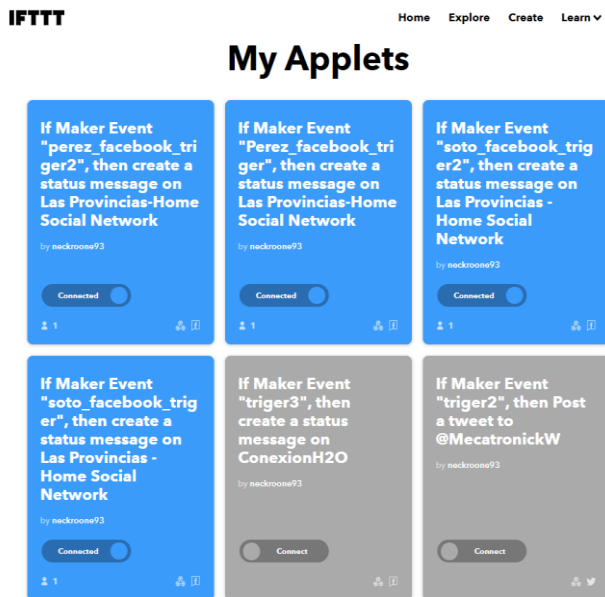 IFTTT
Home Explore Create Learn
My Applets
If Maker Event
"perez_facebook_tri
ger2", then create a
status message on
Las Provincias-Home
Social Network
by neckroone93
Connected
1
If Maker Event
"Perez_facebook_tri
ger", then create a
status message on
Las Provincias-Home
Social Network
by neckroone93
Connected
1
If Maker Event
"soto_facebook_trig
er2", then create a
status message on
Las Provincias -
Home Social
Network
by neckroone93
Connected
1
If Maker Event
"soto_facebook_trig
er", then create a
status message on
Las Provincias -
Home Social
Network
by neckroone93
Connected
1
If Maker Event
"triger3", then
create a status
message on
ConexionH2O
by neckroone93
Connect
If Maker Event
"triger2", then Post
a tweet to
@MecatronickW
by neckroone93
Connect